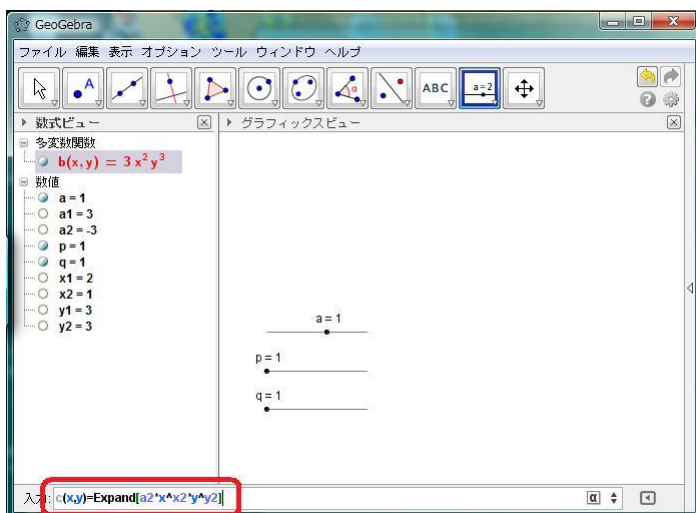 GeoGebra
ファイル 編集 表示 オプション ツール ウィンドウ ヘルプ
A α ABC a=2
数式ビュー
グラフィックスビュー
多変数関数
b(x,y) = 3 x² y³
数値
a = 1
a1 = 3
a2 = -3
p = 1
q = 1
x1 = 2
x2 = 1
y1 = 3
y2 = 3
a = 1
p = 1
q = 1
入力: c(x,y)=Expand[a2*x^x2*y^y2] α